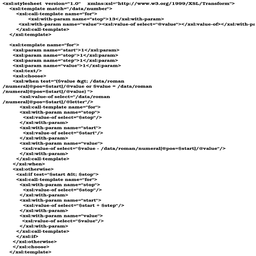 <xsl:stylesheet version="1.0" xmlns:xsl="http://www.w3.org/1999/XSL/Transform">
<xsl:template match="/data/number">
<xsl:call-template name="for">
<xsl:with-param name="stop">13</xsl:with-param>
<xsl:with-param name="value"><xsl:value-of select="@value"></xsl:value-of></xsl:with-pa
</xsl:call-template>
</xsl:template>
<xsl:template name="for">
<xsl:param name="start">1</xsl:param>
<xsl:param name="stop">1</xsl:param>
<xsl:param name="step">1</xsl:param>
<xsl:param name="value">1</xsl:param>
<xsl:text/>
<xsl:choose>
<xsl:when test="($value &gt; /data/roman
/numeral[@pos=$start]/@value or $value = /data/roman
/numeral[@pos=$start]/@value) ">
<xsl:value-of select="/data/roman
/numeral[@pos=$start]/@letter"/>
<xsl:call-template name="for">
<xsl:with-param name="stop">
<xsl:value-of select="$stop"/>
</xsl:with-param>
<xsl:with-param name="start">
<xsl:value-of select="$start"/>
</xsl:with-param>
<xsl:with-param name="value">
<xsl:value-of select="$value - /data/roman/numeral[@pos=$start]/@value"/>
</xsl:with-param>
</xsl:call-template>
</xsl:when>
<xsl:otherwise>
<xsl:if test="$start &lt; $stop">
<xsl:call-template name="for">
<xsl:with-param name="stop">
<xsl:value-of select="$stop"/>
</xsl:with-param>
<xsl:with-param name="start">
<xsl:value-of select="$start + $step"/>
</xsl:with-param>
<xsl:with-param name="value">
<xsl:value-of select="$value"/>
</xsl:with-param>
</xsl:call-template>
</xsl:if>
</xsl:otherwise>
</xsl:choose>
</xsl:template>